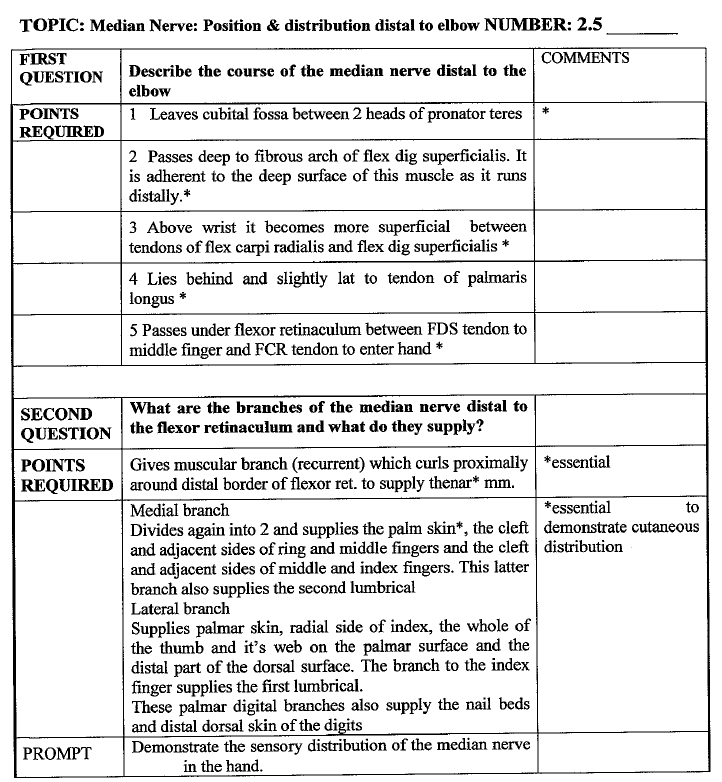 TOPIC: Median Nerve: Position & distribution distal to elbow NUMBER: 2.5
FIRST QUESTION
Describe the course of the median nerve distal to the elbow
COMMENTS
POINTS REQUIRED
1 Leaves cubital fossa between 2 heads of pronator teres
*
2 Passes deep to fibrous arch of flex dig superficialis. It
is adherent to the deep surface of this muscle as it runs
distally.*
3 Above wrist it becomes more superficial between
tendons of flex carpi radialis and flex dig superficialis *
4 Lies behind and slightly lat to tendon of palmaris
longus *
5 Passes under flexor retinaculum between FDS tendon to
middle finger and FCR tendon to enter hand *
SECOND QUESTION
What are the branches of the median nerve distal to
the flexor retinaculum and what do they supply?
POINTS REQUIRED
Gives muscular branch (recurrent) which curls proximally
around distal border of flexor ret. to supply thenar* mm.
*essential
Medial branch
Divides again into 2 and supplies the palm skin*, the cleft
and adjacent sides of ring and middle fingers and the cleft
and adjacent sides of middle and index fingers. This latter
branch also supplies the second lumbrical
Lateral branch
Supplies palmar skin, radial side of index, the whole of
the thumb and it's web on the palmar surface and the
distal part of the dorsal surface. The branch to the index
finger supplies the first lumbrical.
These palmar digital branches also supply the nail beds
and distal dorsal skin of the digits
*essential to
demonstrate cutaneous
distribution
PROMPT
Demonstrate the sensory distribution of the median nerve
in the hand.